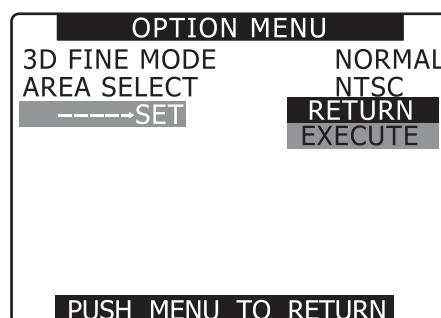 OPTION MENU
3D FINE MODE NORMAL
AREA SELECT NTSC
-----→SET RETURN
EXECUTE
PUSH MENU TO RETURN